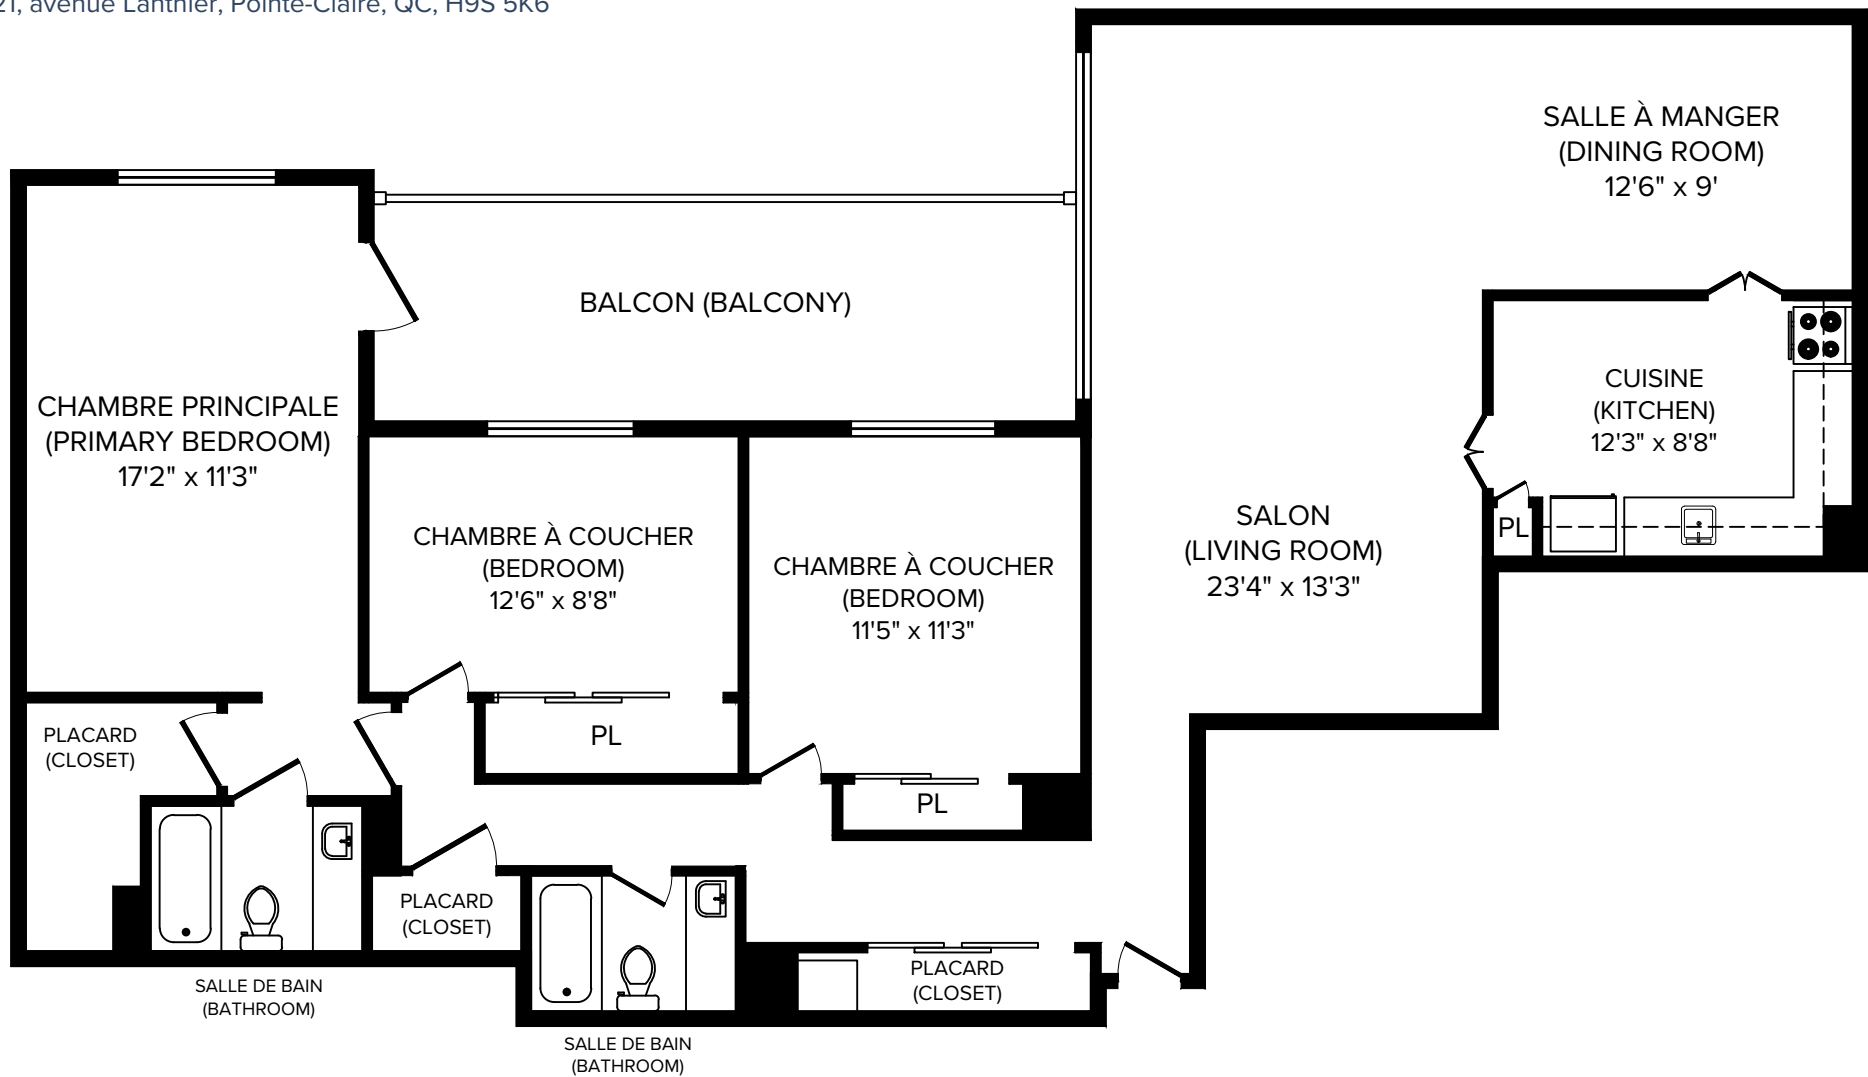 21, avenue Lanthier, Pointe-Claire, QC, H9S 5K6
SALLE À MANGER
(DINING ROOM)
12'6" x 9'
BALCON (BALCONY)
CHAMBRE PRINCIPALE
(PRIMARY BEDROOM)
17'2" x 11'3"
CUISINE
(KITCHEN)
12'3" x 8'8"
PL
CHAMBRE À COUCHER
(BEDROOM)
12'6" x 8'8"
CHAMBRE À COUCHER
(BEDROOM)
11'5" x 11'3"
SALON
(LIVING ROOM)
23'4" x 13'3"
PLACARD
(CLOSET)
PL
PL
PLACARD
(CLOSET)
PLACARD
(CLOSET)
SALLE DE BAIN
(BATHROOM)
SALLE DE BAIN
(BATHROOM)